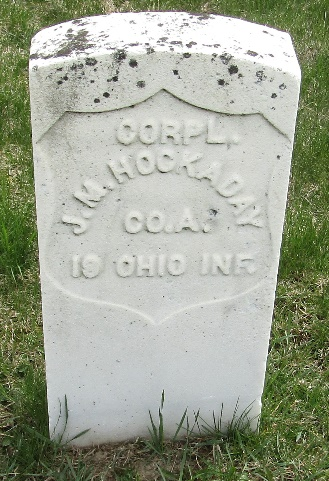 CORPL.
J.M. HOCKADAY
CO.A.
19 OHIO INF.